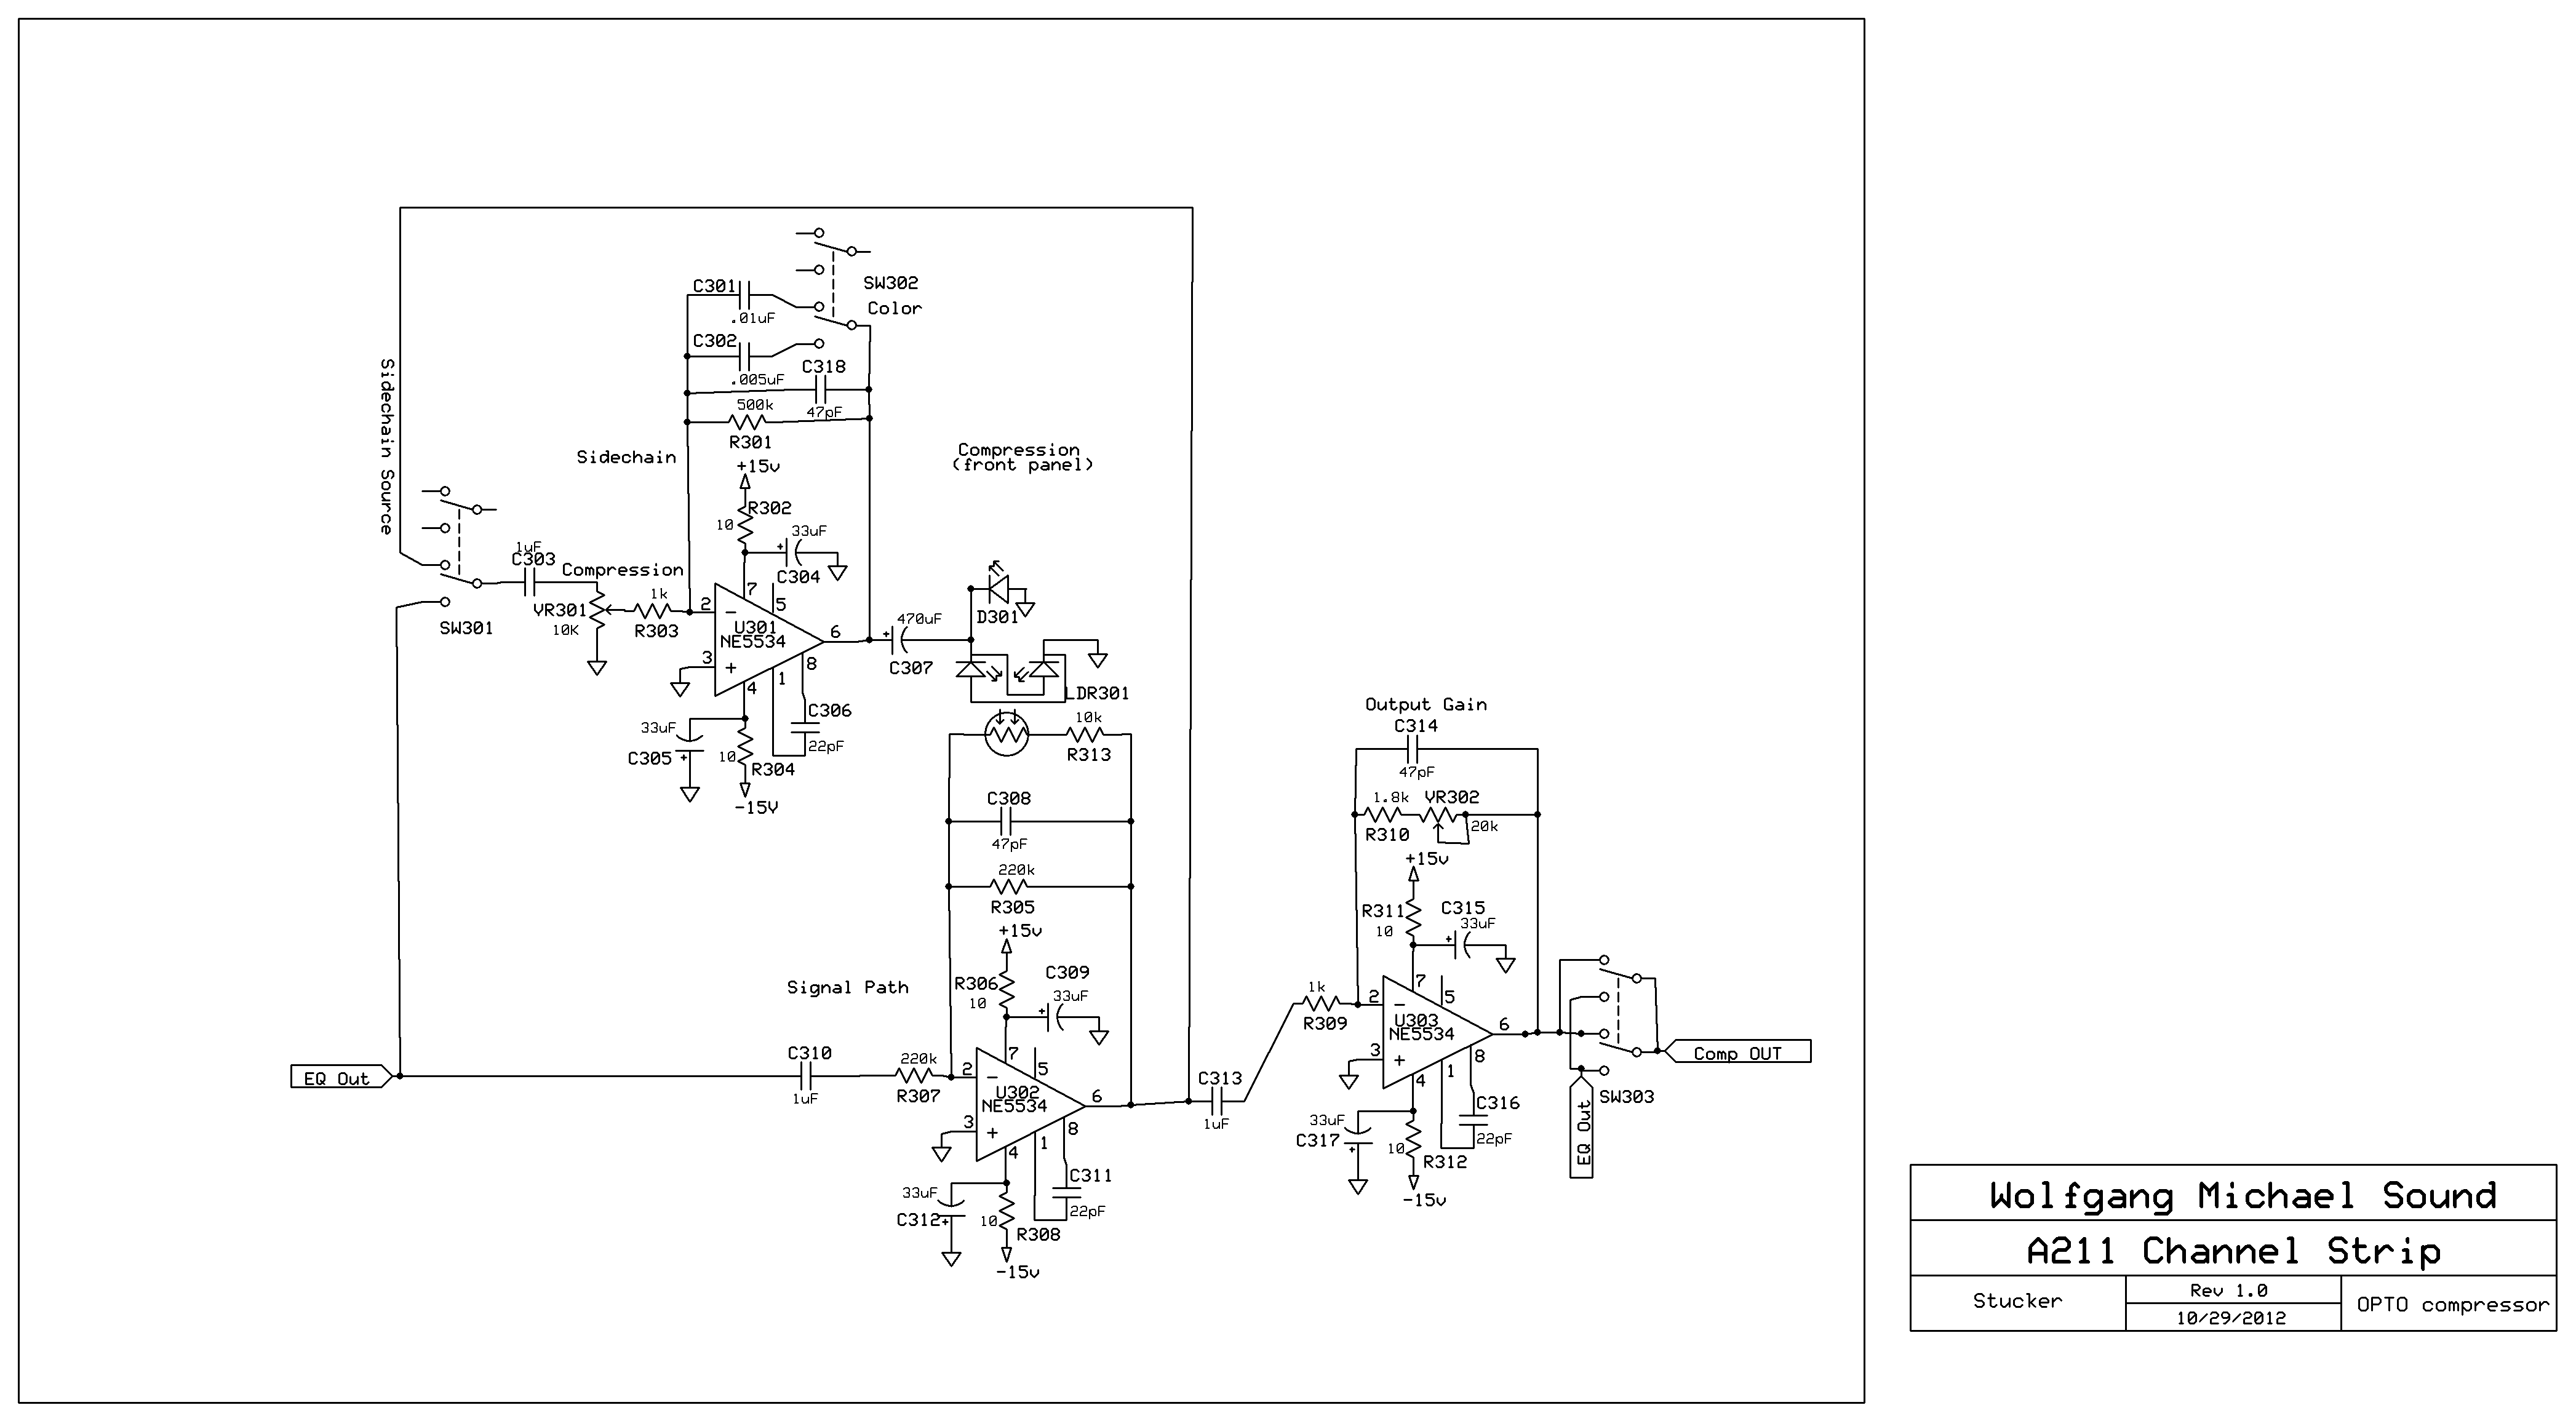 SW302
Color
C301
.01uF
C302
.005uF
C318
47pF
500k
R301
Sidechain Source
Sidechain
+15v
R302
10
33uF
C304
Compression
(front panel)
1uF
C303
Compression
VR301
10K
1k
R303
SW301
2
7
5
U301
NE5534
6
3
4
1
8
470uF
C307
D301
LDR301
33uF
C305
10
R304
-15V
C306
22pF
10k
R313
C308
47pF
220k
R305
+15v
R306
10
C309
33uF
Signal Path
EQ Out
C310
1uF
220k
R307
2
7
5
U302
NE5534
6
3
4
1
8
33uF
C312
10
R308
-15v
C311
22pF
C313
1uF
Output Gain
C314
47pF
1.8k
R310
VR302
20k
+15v
R311
10
C315
33uF
1k
R309
2
7
5
U303
NE5534
6
3
4
1
8
33uF
C317
10
R312
-15v
C316
22pF
Comp OUT
EQ Out
SW303
Wolfgang Michael Sound
A211 Channel Strip
Stucker
Rev 1.0
10/29/2012
OPTO compressor